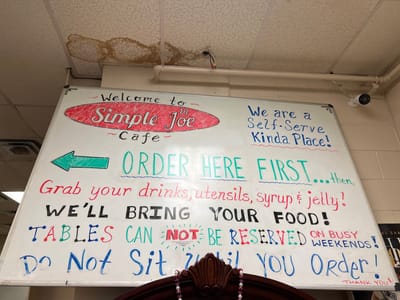 Welcome to
Simple Joe
~ Cafe ~
We are a
Self-Serve
Kinda Place!
ORDER HERE FIRST...then,
Grab your drinks, utensils, syrup & jelly!
WE'LL BRING YOUR FOOD!
TABLES CAN NOT BE RESERVED ON BUSY
WEEKENDS!
Do Not Sit Until YOU Order!
THANK YOU!